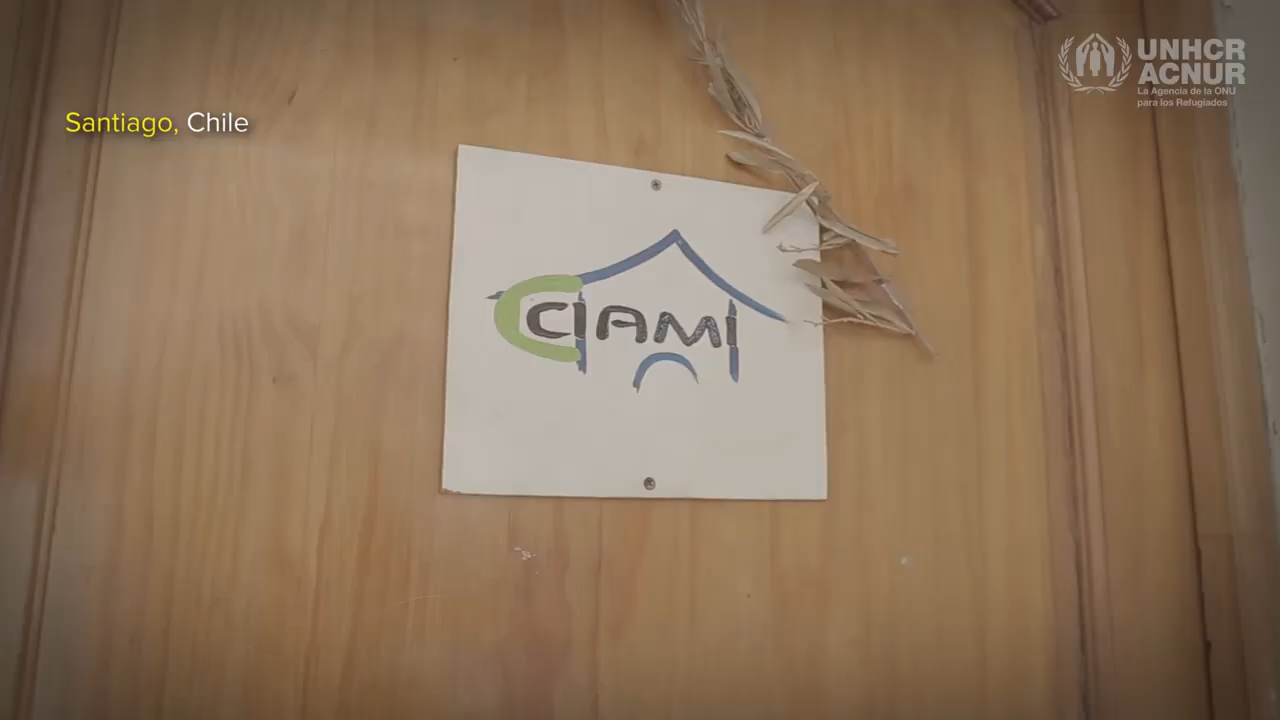 UNHCR
ACNUR
La Agencia de la ONU
para los Refugiados
Santiago, Chile
CIAMI